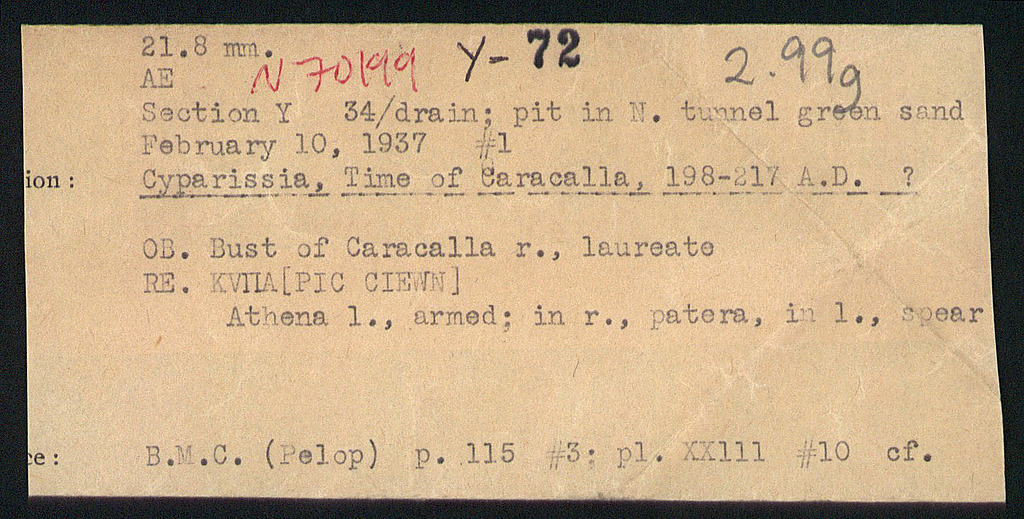 21.8 mm.
AE N 70199 Y- 72 2.99g
Section Y 34/drain; pit in N. tunnel green sand
February 10, 1937 #1
ion: Cyparissia, Time of Caracalla, 198-217 A.D. ?
OB. Bust of Caracalla r., laureate
RE. KVΠA[PIC CIEWN]
Athena l., armed; in r., patera, in l., spear
ce: B.M.C. (Pelop) p. 115 #3; pl. XXlll #10 cf.